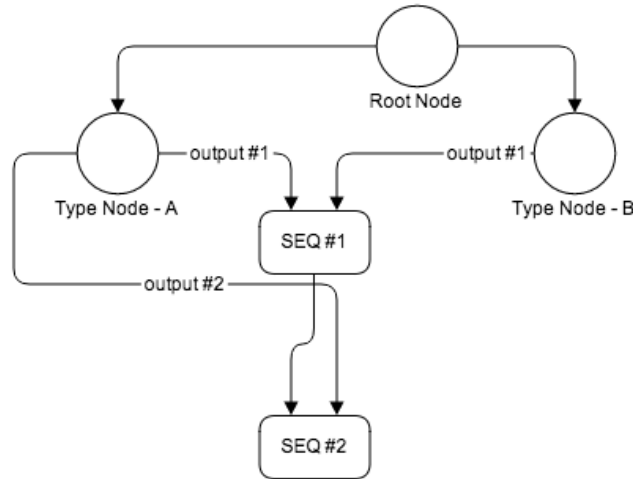 Root Node
output #1
output #1
Type Node - A
Type Node - B
SEQ #1
output #2
SEQ #2